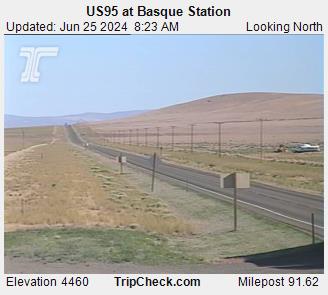 US95 at Basque Station
Updated: Jun 25 2024 8:23 AM Looking North
Elevation 4460 TripCheck.com Milepost 91.62